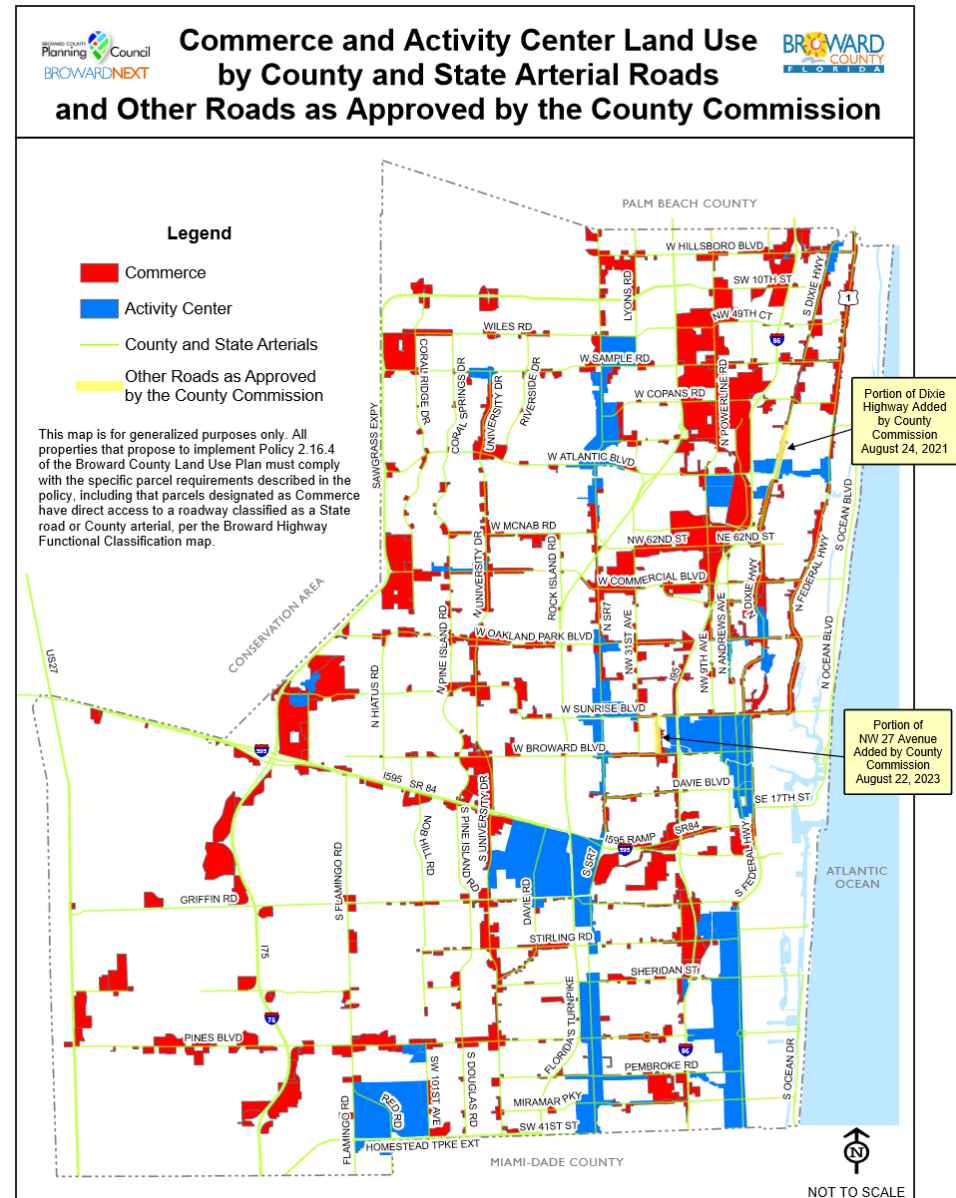 BROWARD COUNTY
Planning Council
BROWARDNEXT
Commerce and Activity Center Land Use
by County and State Arterial Roads
and Other Roads as Approved by the County Commission
BROWARD
COUNTY
FLORIDA
Legend
Commerce
Activity Center
County and State Arterials
Other Roads as Approved
by the County Commission
This map is for generalized purposes only. All
properties that propose to implement Policy 2.16.4
of the Broward County Land Use Plan must comply
with the specific parcel requirements described in the
policy, including that parcels designated as Commerce
have direct access to a roadway classified as a State
road or County arterial, per the Broward Highway
Functional Classification map.
PALM BEACH COUNTY
W HILLSBORO BLVD
SW 10TH ST
LYONS RD
S DIXIE HWY
1
NW 49TH CT
WILES RD
86
W SAMPLE RD
CORAL RIDGE DR
CORAL SPRINGS DR
UNIVERSITY DR
RIVERSIDE DR
W COPANS RD
N POWERLINE RD
Portion of Dixie
Highway Added
by County
Commission
August 24, 2021
SAWGRASS EXPY
W ATLANTIC BLVD
S OCEAN BLVD
W MCNAB RD
NW 62ND ST
NE 62ND ST
N UNIVERSITY DR
ROCK ISLAND RD
W COMMERCIAL BLVD
N FEDERAL HWY
N DIXIE HWY
CONSERVATION AREA
N PINE ISLAND RD
W OAKLAND PARK BLVD
N SR7
NW 31ST AVE
NW 9TH AVE
N ANDREWS AVE
N OCEAN BLVD
US27
N HIATUS RD
I95
W SUNRISE BLVD
Portion of
NW 27 Avenue
Added by County
Commission
August 22, 2023
595
W BROWARD BLVD
I595 SR 84
DAVIE BLVD
SE 17TH ST
S UNIVERSITY DR
S PINE ISLAND RD
NOB HILL RD
I595 RAMP
SR84
595
S SR7
S FEDERAL HWY
ATLANTIC
OCEAN
S FLAMINGO RD
GRIFFIN RD
DAVIE RD
STIRLING RD
I75
SHERIDAN ST
76
FLORIDA'S TURNPIKE
PINES BLVD
86
PEMBROKE RD
SW 101ST AVE
S DOUGLAS RD
S OCEAN DR
RED RD
FLAMINGO RD
MIRAMAR PKY
SW 41ST ST
HOMESTEAD TPKE EXT
MIAMI-DADE COUNTY
N
NOT TO SCALE